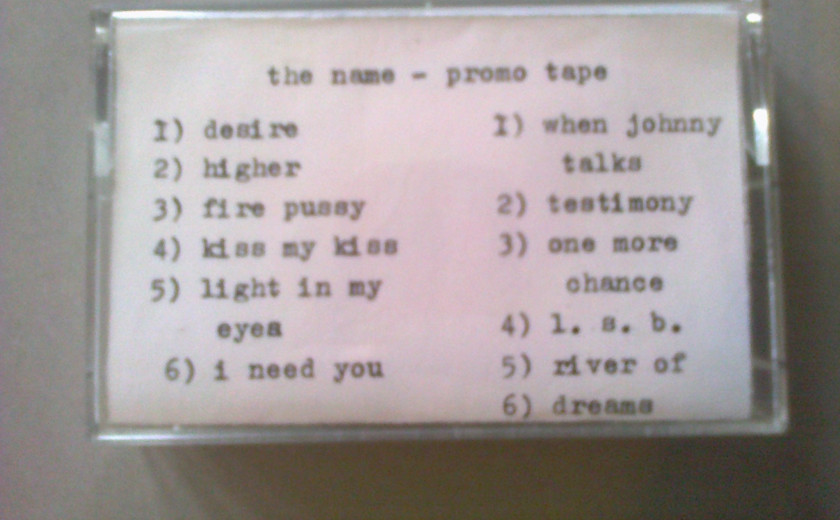 the name - promo tape
1) desire
2) higher
3) fire pussy
4) kiss my kiss
5) light in my
eyes
6) i need you
1) when johnny
talks
2) testimony
3) one more
chance
4) l. s. b.
5) river of
6) dreams